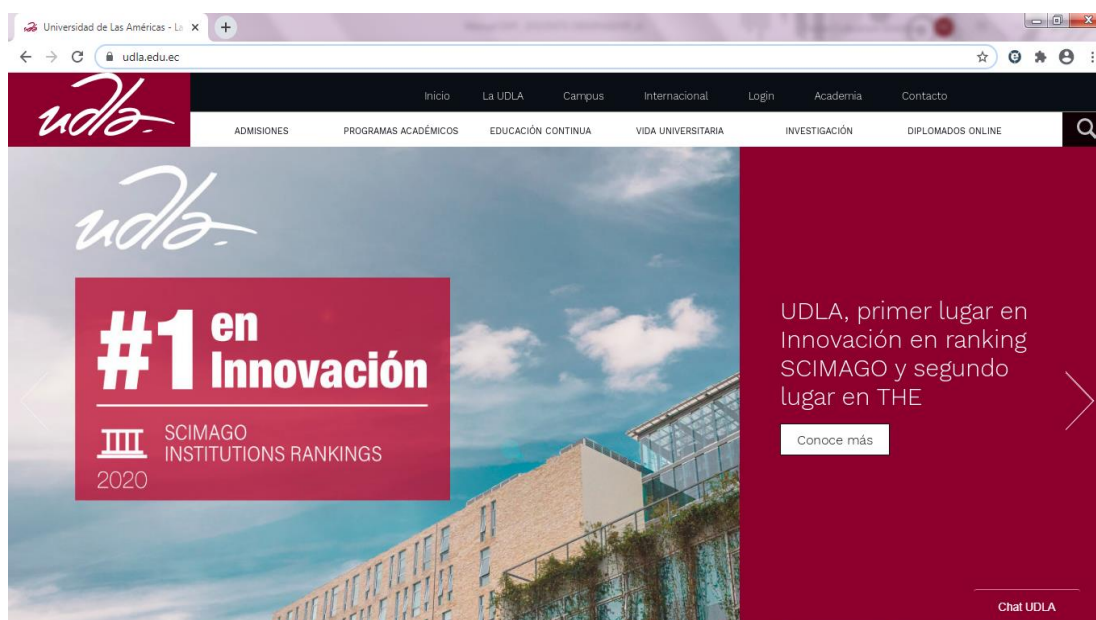 Universidad de Las Américas - La
udla.edu.ec
udla-
Inicio La UDLA Campus Internacional Login Academia Contacto
ADMISIONES PROGRAMAS ACADÉMICOS EDUCACIÓN CONTINUA VIDA UNIVERSITARIA INVESTIGACIÓN DIPLOMADOS ONLINE
udla-
#1 en
Innovación
SCIMAGO
INSTITUTIONS RANKINGS
2020
UDLA, primer lugar en
Innovación en ranking
SCIMAGO y segundo
lugar en THE
Conoce más
Chat UDLA